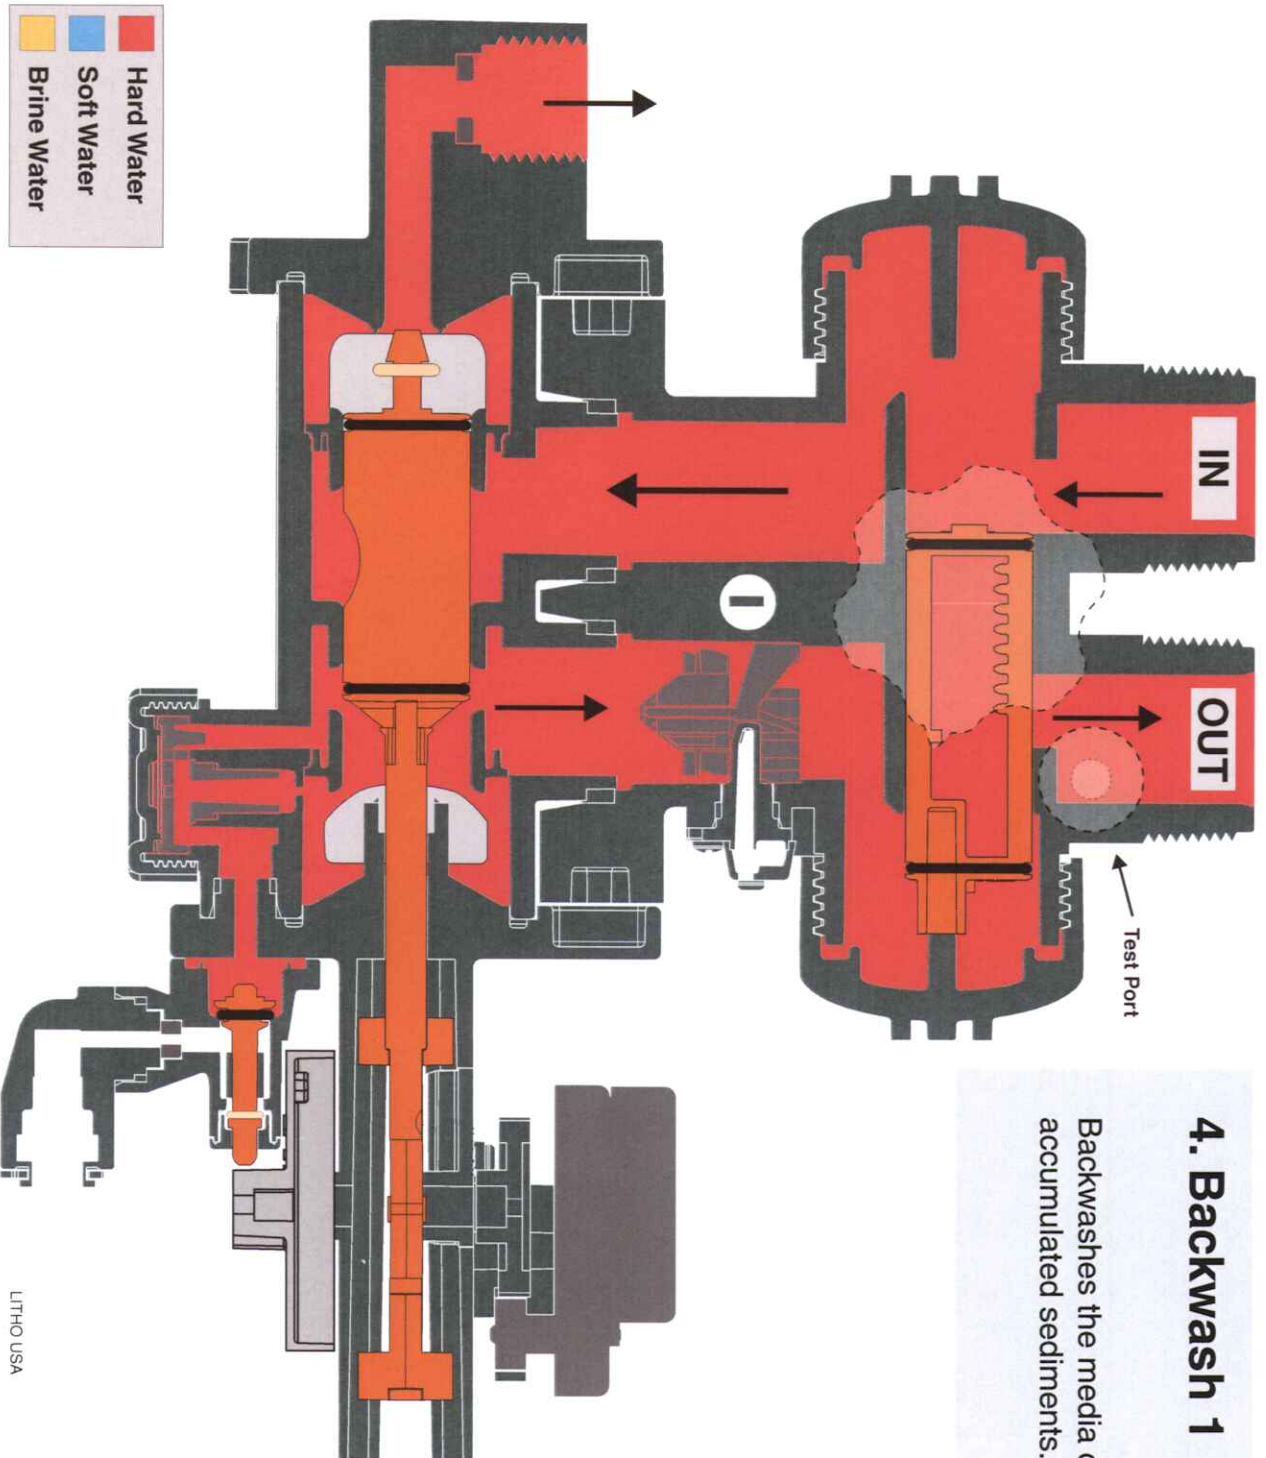 4. Backwash 1
Backwashes the media
accumulated sediments.
IN
OUT
Test Port
I
Hard Water
Soft Water
Brine Water
LITHO USA